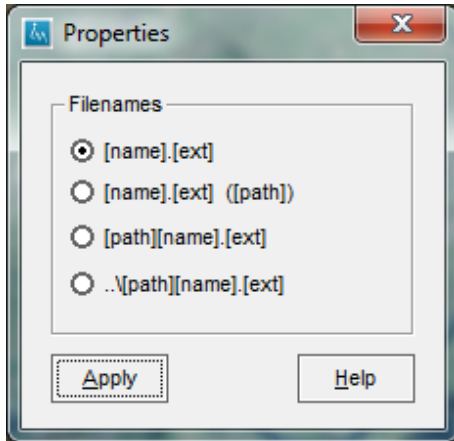 Properties
Filenames
[name].[ext]
[name].[ext] ([path])
[path][name].[ext]
..\[path][name].[ext]
Apply
Help